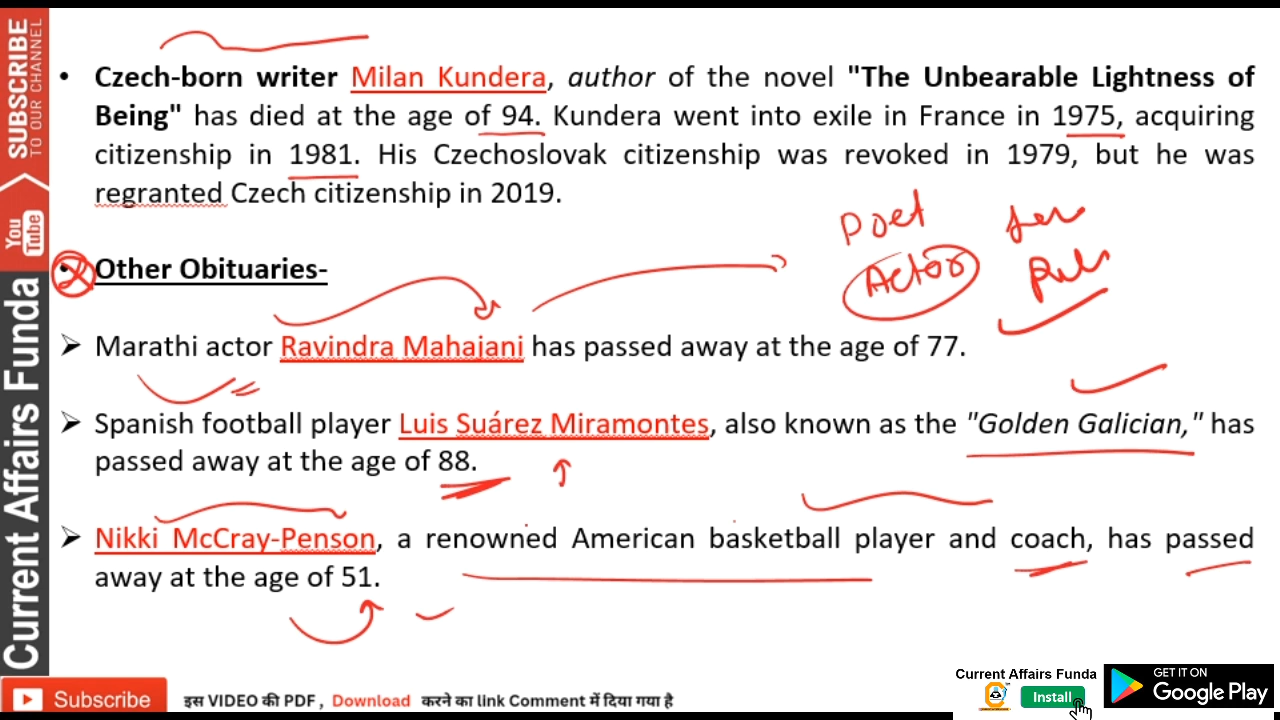 SUBSCRIBE
TO OUR CHANNEL
You Tube
Current Affairs Funda
• Czech-born writer Milan Kundera, author of the novel "The Unbearable Lightness of
Being" has died at the age of 94. Kundera went into exile in France in 1975, acquiring
citizenship in 1981. His Czechoslovak citizenship was revoked in 1979, but he was
regranted Czech citizenship in 2019.
Poet
Actor
• Other Obituaries-
➢ Marathi actor Ravindra Mahajani has passed away at the age of 77.
➢ Spanish football player Luis Suárez Miramontes, also known as the "Golden Galician," has
passed away at the age of 88.
➢ Nikki McCray-Penson, a renowned American basketball player and coach, has passed
away at the age of 51.
Subscribe
इस VIDEO की PDF , Download करने का link Comment में दिया गया है
Current Affairs Funda
Install
GET IT ON
Google Play